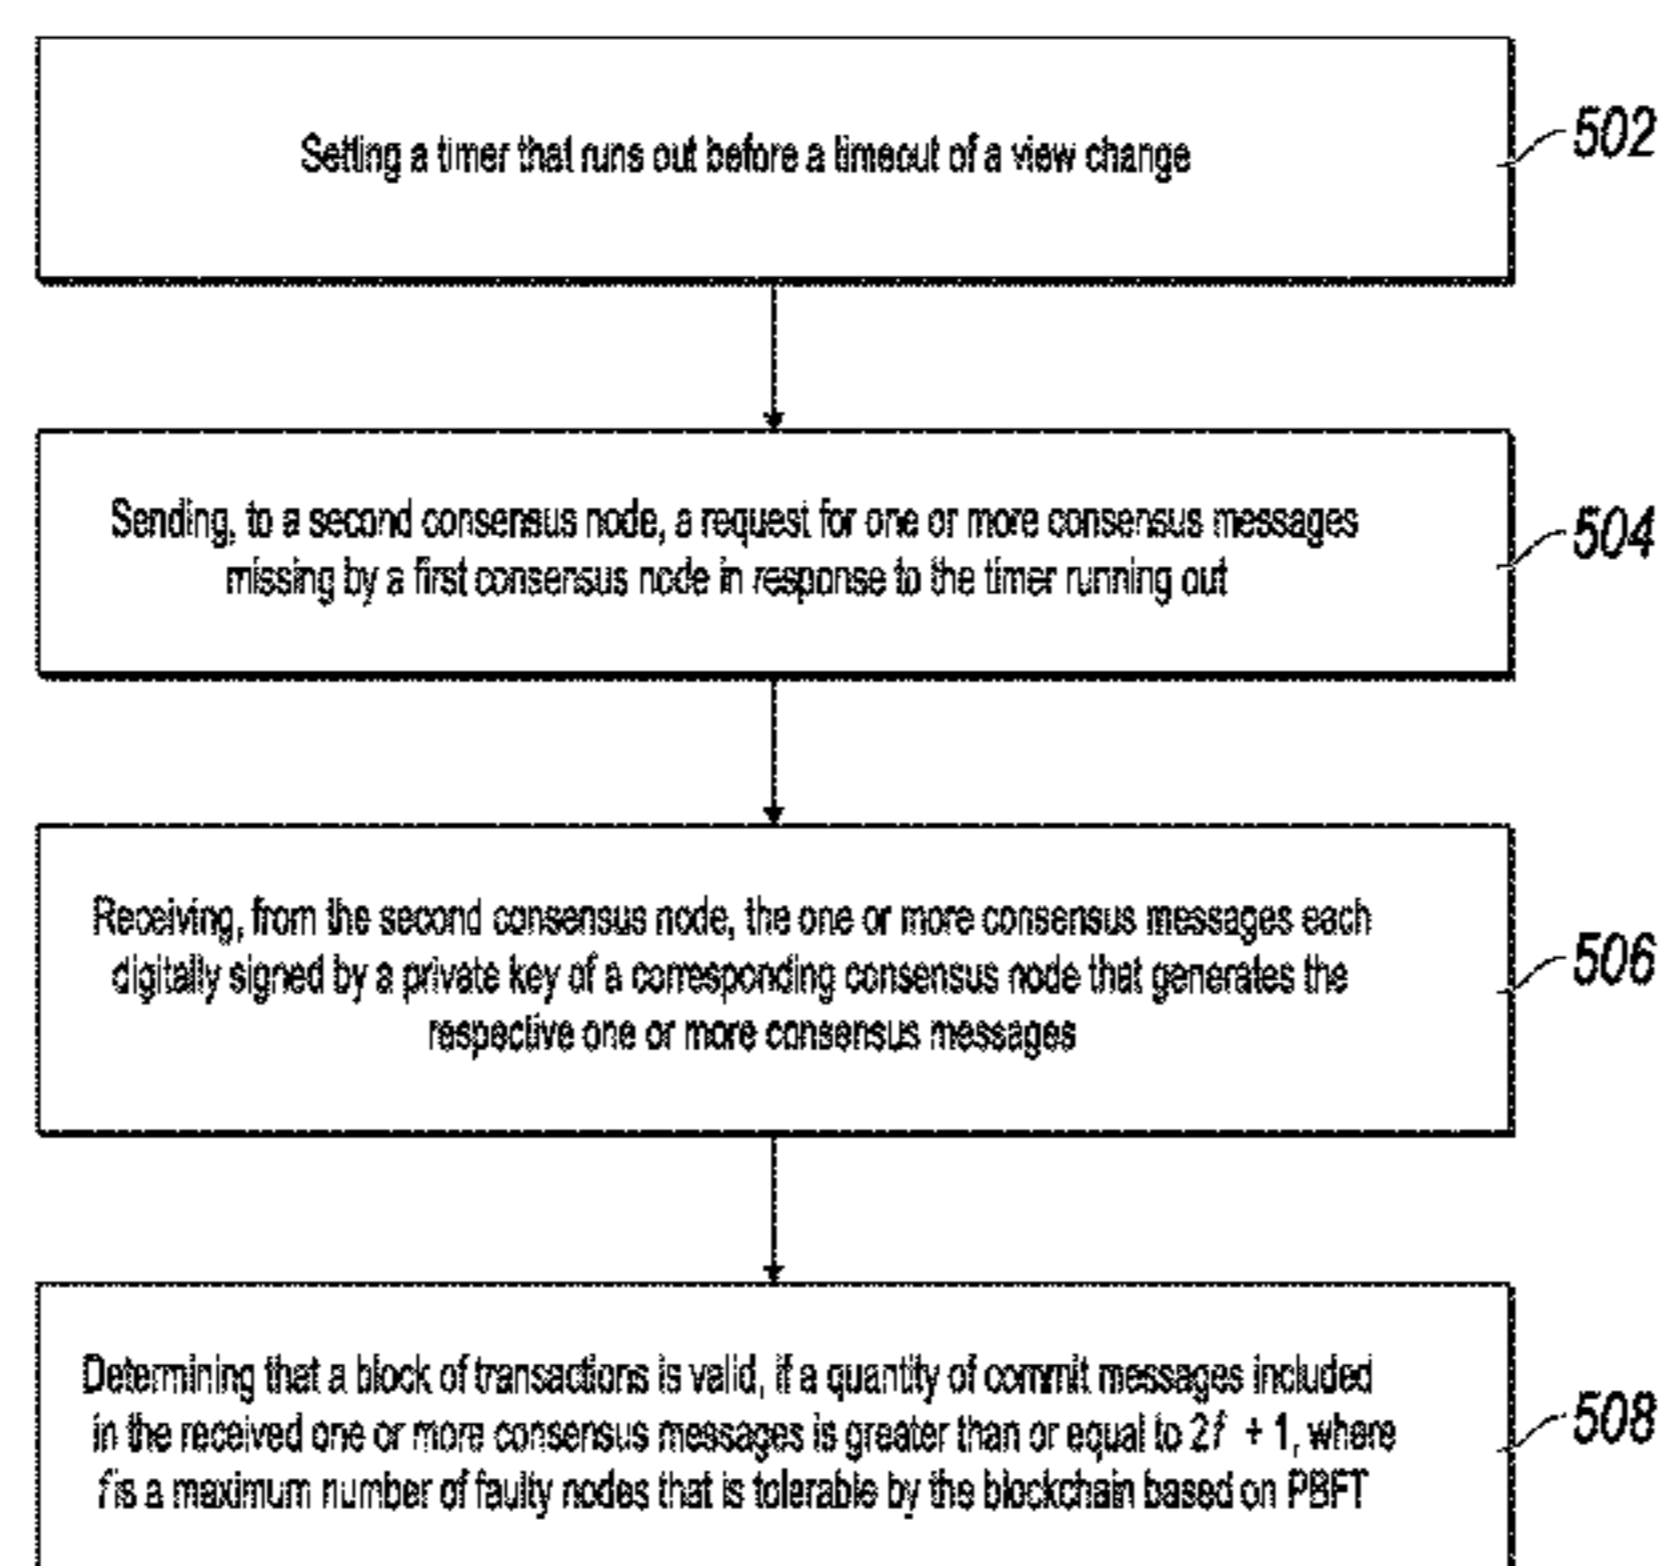 Setting a timer that runs out before a timeout of a view change
502
Sending, to a second consensus node, a request for one or more consensus messages
missing by a first consensus node in response to the timer running out
504
Receiving, from the second consensus node, the one or more consensus messages each
digitally signed by a private key of a corresponding consensus node that generates the
respective one or more consensus messages
506
Determining that a block of transactions is valid, if a quantity of commit messages included
in the received one or more consensus messages is greater than or equal to 2f + 1, where
f is a maximum number of faulty nodes that is tolerable by the blockchain based on PBFT
508